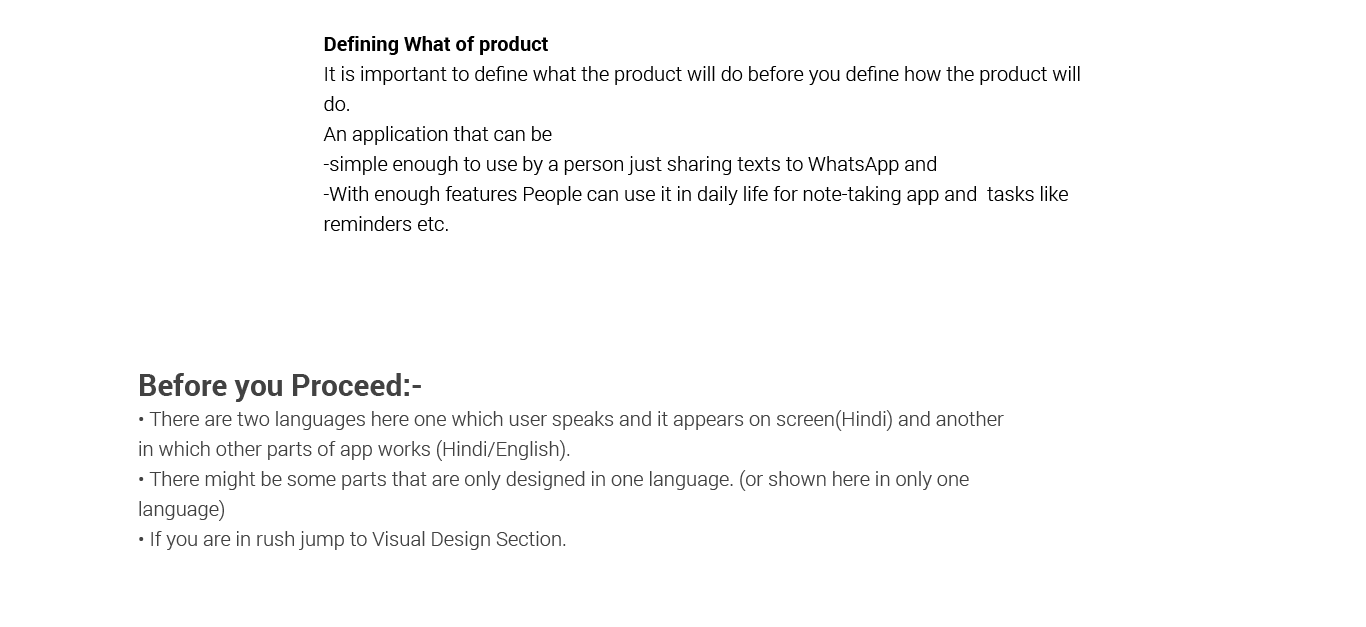 Defining What of product
It is important to define what the product will do before you define how the product will
do.
An application that can be
-simple enough to use by a person just sharing texts to WhatsApp and
-With enough features People can use it in daily life for note-taking app and  tasks like
reminders etc.
Before you Proceed:-
• There are two languages here one which user speaks and it appears on screen(Hindi) and another
in which other parts of app works (Hindi/English).
• There might be some parts that are only designed in one language. (or shown here in only one
language)
• If you are in rush jump to Visual Design Section.